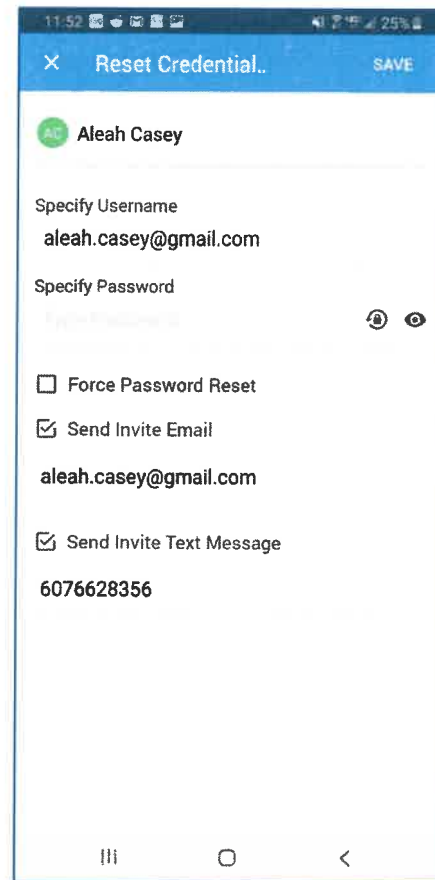 11:52 25%
Reset Credential..
SAVE
AC Aleah Casey
Specify Username
aleah.casey@gmail.com
Specify Password
Force Password Reset
Send Invite Email
aleah.casey@gmail.com
Send Invite Text Message
6076628356